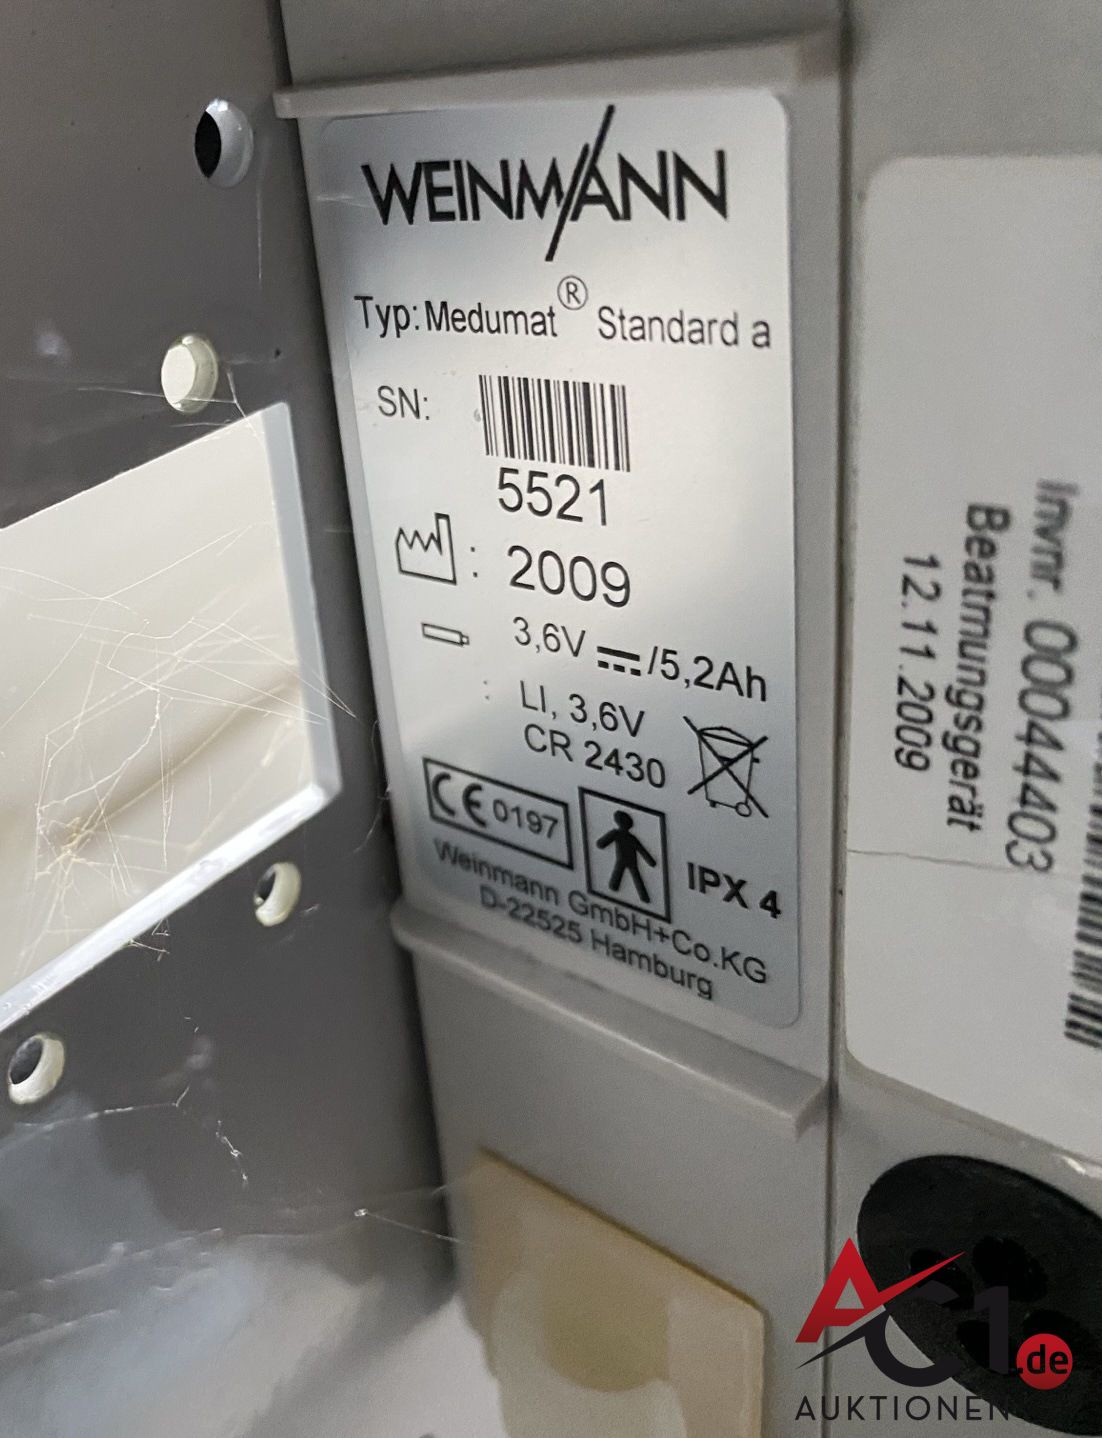 WEINMANN
Typ: Medumat® Standard a
SN:
5521
: 2009
3,6V ⎓/5,2Ah
: LI, 3,6V
CR 2430
CE 0197
IPX 4
Weinmann GmbH+Co.KG
D-22525 Hamburg
Invnr. 00044403
Beatmungsgerät
12.11.2009
AC1.de
AUKTIONEN